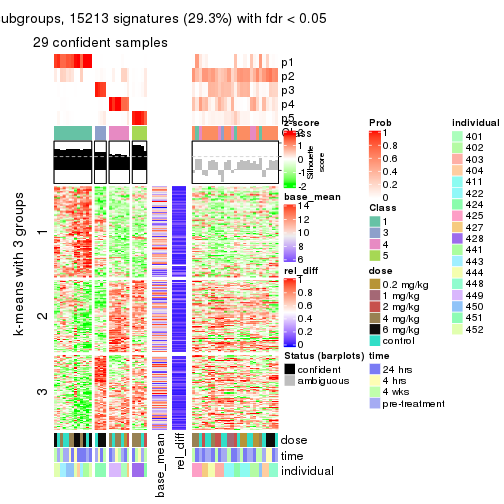 ubgroups, 15213 signatures (29.3%) with fdr < 0.05
29 confident samples
p1
p2
p3
p4
p5
Class
Silhouette
score
k-means with 3 groups
1
2
3
dose
time
individual
base_mean
rel_diff
z-score
2
1
0
-1
-2
base_mean
14
12
10
8
6
rel_diff
1
0.8
0.6
0.4
0.2
0
Status (barplots)
confident
ambiguous
Prob
1
0.8
0.6
0.4
0.2
0
Class
1
3
4
5
dose
0.2 mg/kg
1 mg/kg
2 mg/kg
4 mg/kg
6 mg/kg
control
time
24 hrs
4 hrs
4 wks
pre-treatment
individual
401
402
403
404
411
422
424
425
427
428
441
443
444
448
449
450
451
452